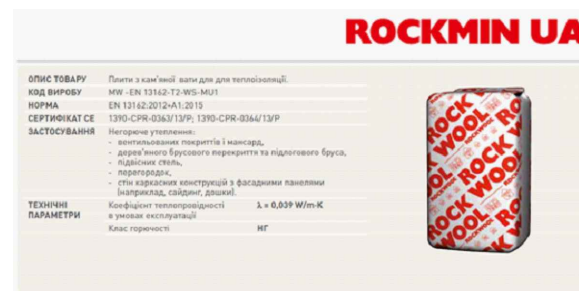 ROCKMIN UA
ОПИС ТОВАРУ Плити з кам'яної вати для для теплоізоляції.
КОД ВИРОБУ MW -EN 13162-T2-WS-MU1
НОРМА EN 13162:2012+A1:2015
СЕРТИФІКАТ CE 1390-CPR-0363/13/P; 1390-CPR-0364/13/P
ЗАСТОСУВАННЯ Негорюче утеплення:
- вентильованих покриттів і мансард,
- дерев'яного брусового перекриття та підлогового бруса,
- підвісних стель,
- перегородок,
- стін каркасних конструкцій з фасадними панелями
(наприклад, сайдинг, дошки).
ТЕХНІЧНІ Коефіцієнт теплопровідності λ = 0,039 W/m·K
ПАРАМЕТРИ в умовах експлуатації
Клас горючості НГ
ROCK
WOOL
ROCK
WOOL
ROCK
WOOL